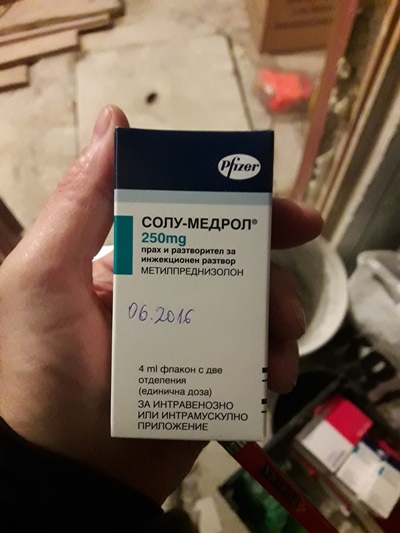 Pfizer
СОЛУ-МЕДРОЛ®
250mg
прах и разтворител за
инжекционен разтвор
МЕТИЛПРЕДНИЗОЛОН
06.2016
4 ml флакон с две
отделения
(единична доза)
ЗА ИНТРАВЕНОЗНО
ИЛИ ИНТРАМУСКУЛНО
ПРИЛОЖЕНИЕ